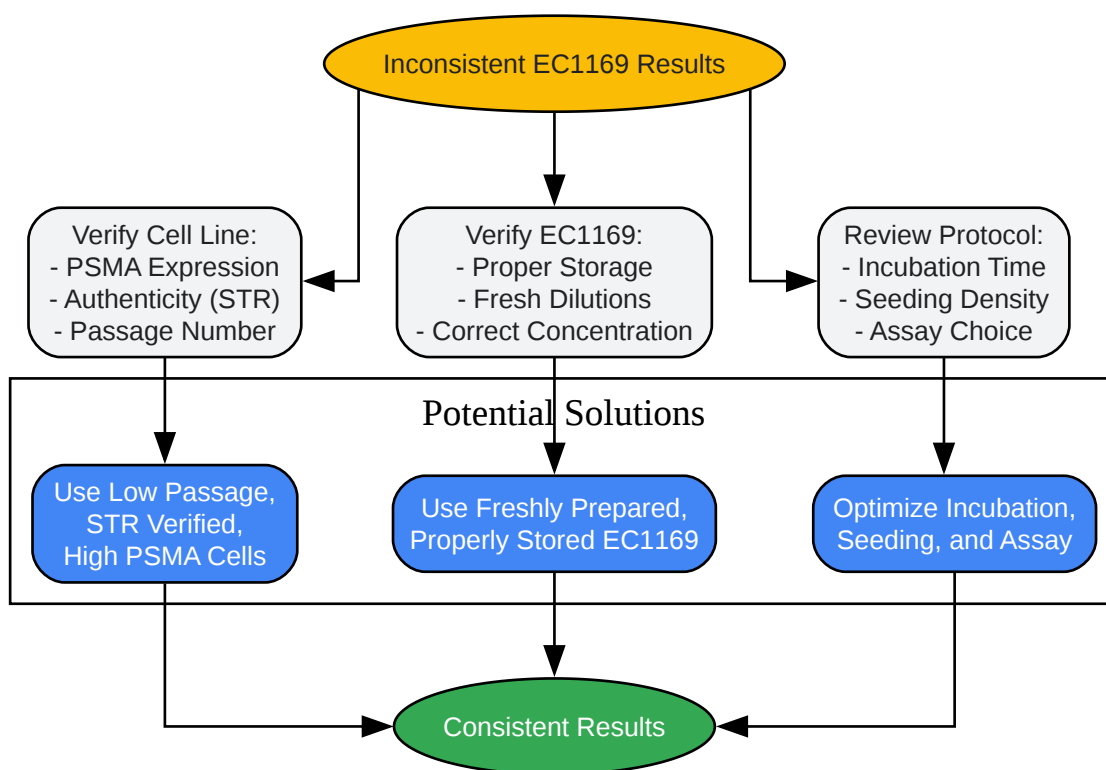 Inconsistent EC1169 Results
Verify Cell Line:
- PSMA Expression
- Authenticity (STR)
- Passage Number
Verify EC1169:
- Proper Storage
- Fresh Dilutions
- Correct Concentration
Review Protocol:
- Incubation Time
- Seeding Density
- Assay Choice
Potential Solutions
Use Low Passage,
STR Verified,
High PSMA Cells
Use Freshly Prepared,
Properly Stored EC1169
Optimize Incubation,
Seeding, and Assay
Consistent Results